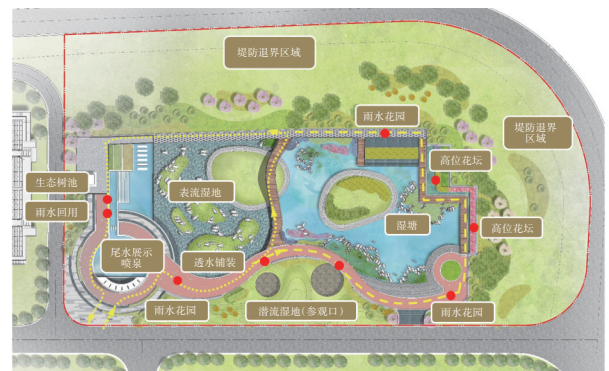 堤防退界区域
雨水花园
堤防退界
区域
高位花坛
生态树池
表流湿地
雨水回用
湿塘
高位花坛
尾水展示
喷泉
透水铺装
雨水花园
潜流湿地(参观口)
雨水花园